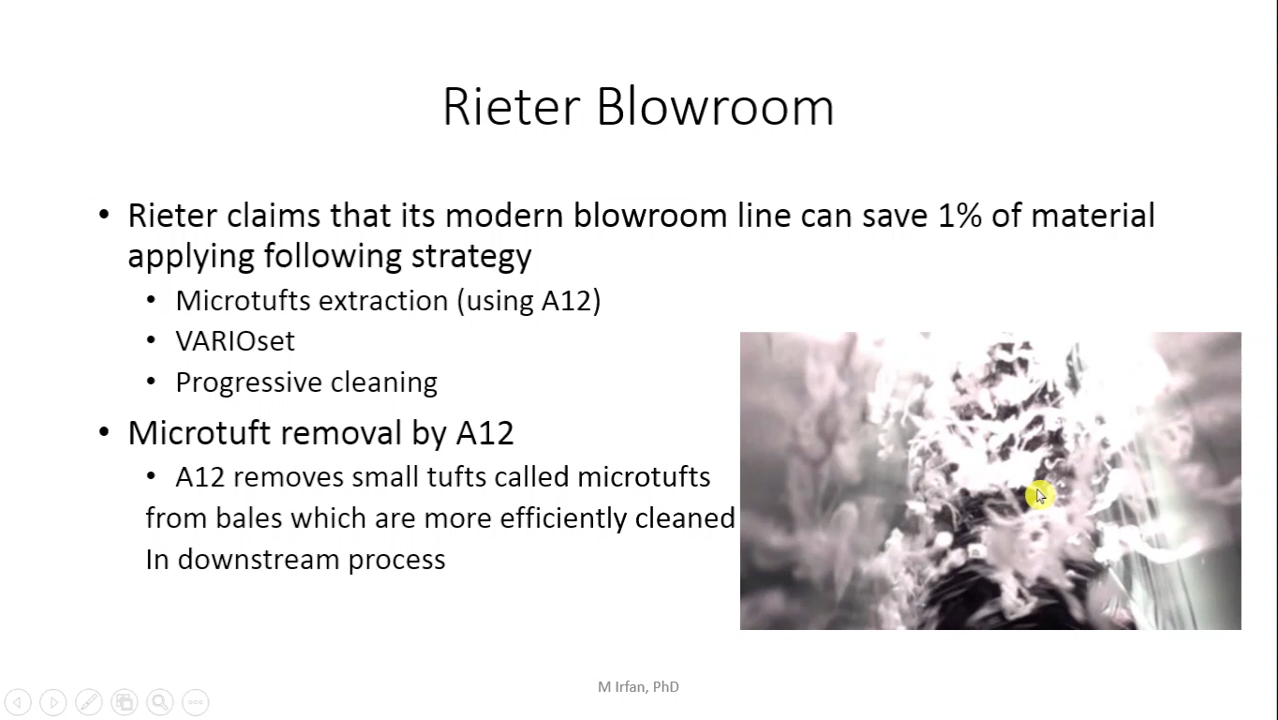 Rieter Blowroom
• Rieter claims that its modern blowroom line can save 1% of material
applying following strategy
• Microtufts extraction (using A12)
• VARIOset
• Progressive cleaning
• Microtuft removal by A12
• A12 removes small tufts called microtufts
from bales which are more efficiently cleaned
In downstream process
M Irfan, PhD